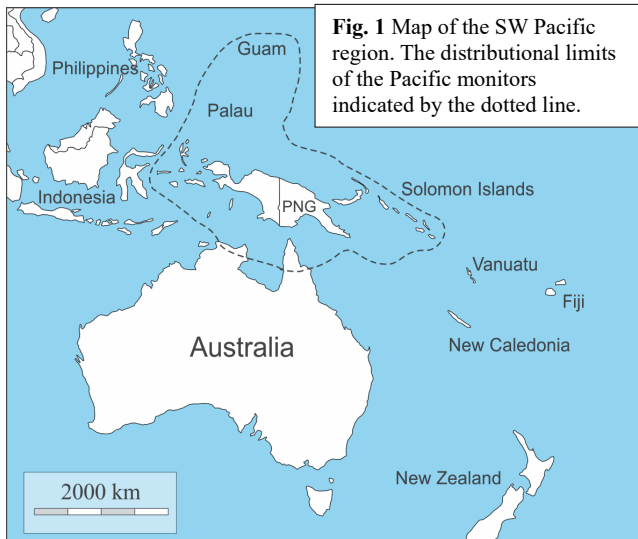 Fig. 1 Map of the SW Pacific
region. The distributional limits
of the Pacific monitors
indicated by the dotted line.
Guam
Philippines
Palau
Indonesia
PNG
Solomon Islands
Vanuatu
Fiji
New Caledonia
Australia
New Zealand
2000 km